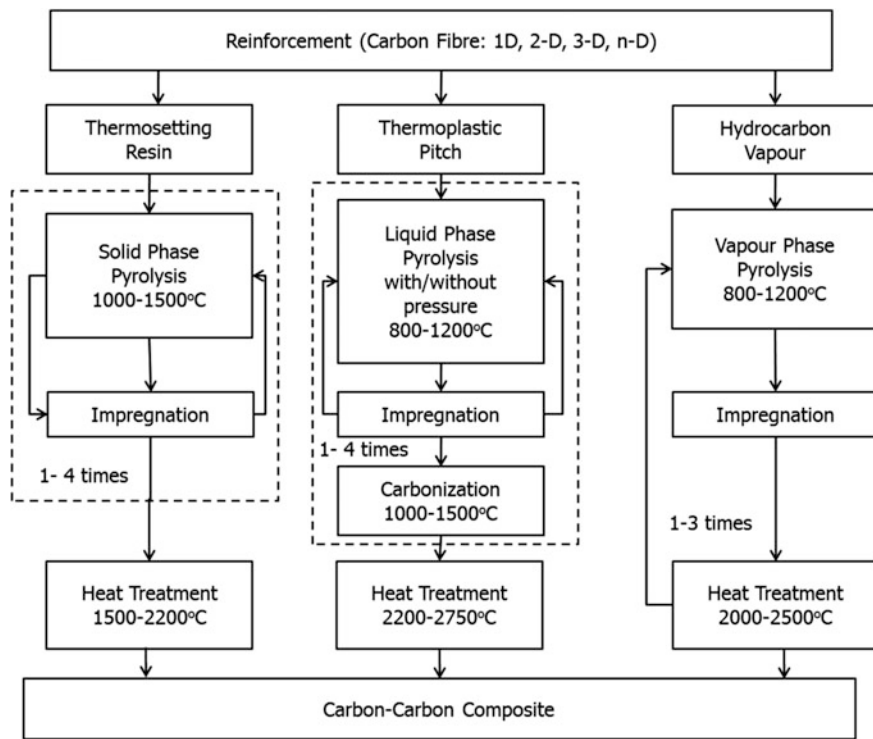 Reinforcement (Carbon Fibre: 1D, 2-D, 3-D, n-D)
Thermosetting
Resin
Thermoplastic
Pitch
Hydrocarbon
Vapour
Solid Phase
Pyrolysis
1000-1500°C
Liquid Phase
Pyrolysis
with/without
pressure
800-1200°C
Vapour Phase
Pyrolysis
800-1200°C
Impregnation
Impregnation
Impregnation
1- 4 times
1- 4 times
Carbonization
1000-1500°C
1-3 times
Heat Treatment
1500-2200°C
Heat Treatment
2200-2750°C
Heat Treatment
2000-2500°C
Carbon-Carbon Composite